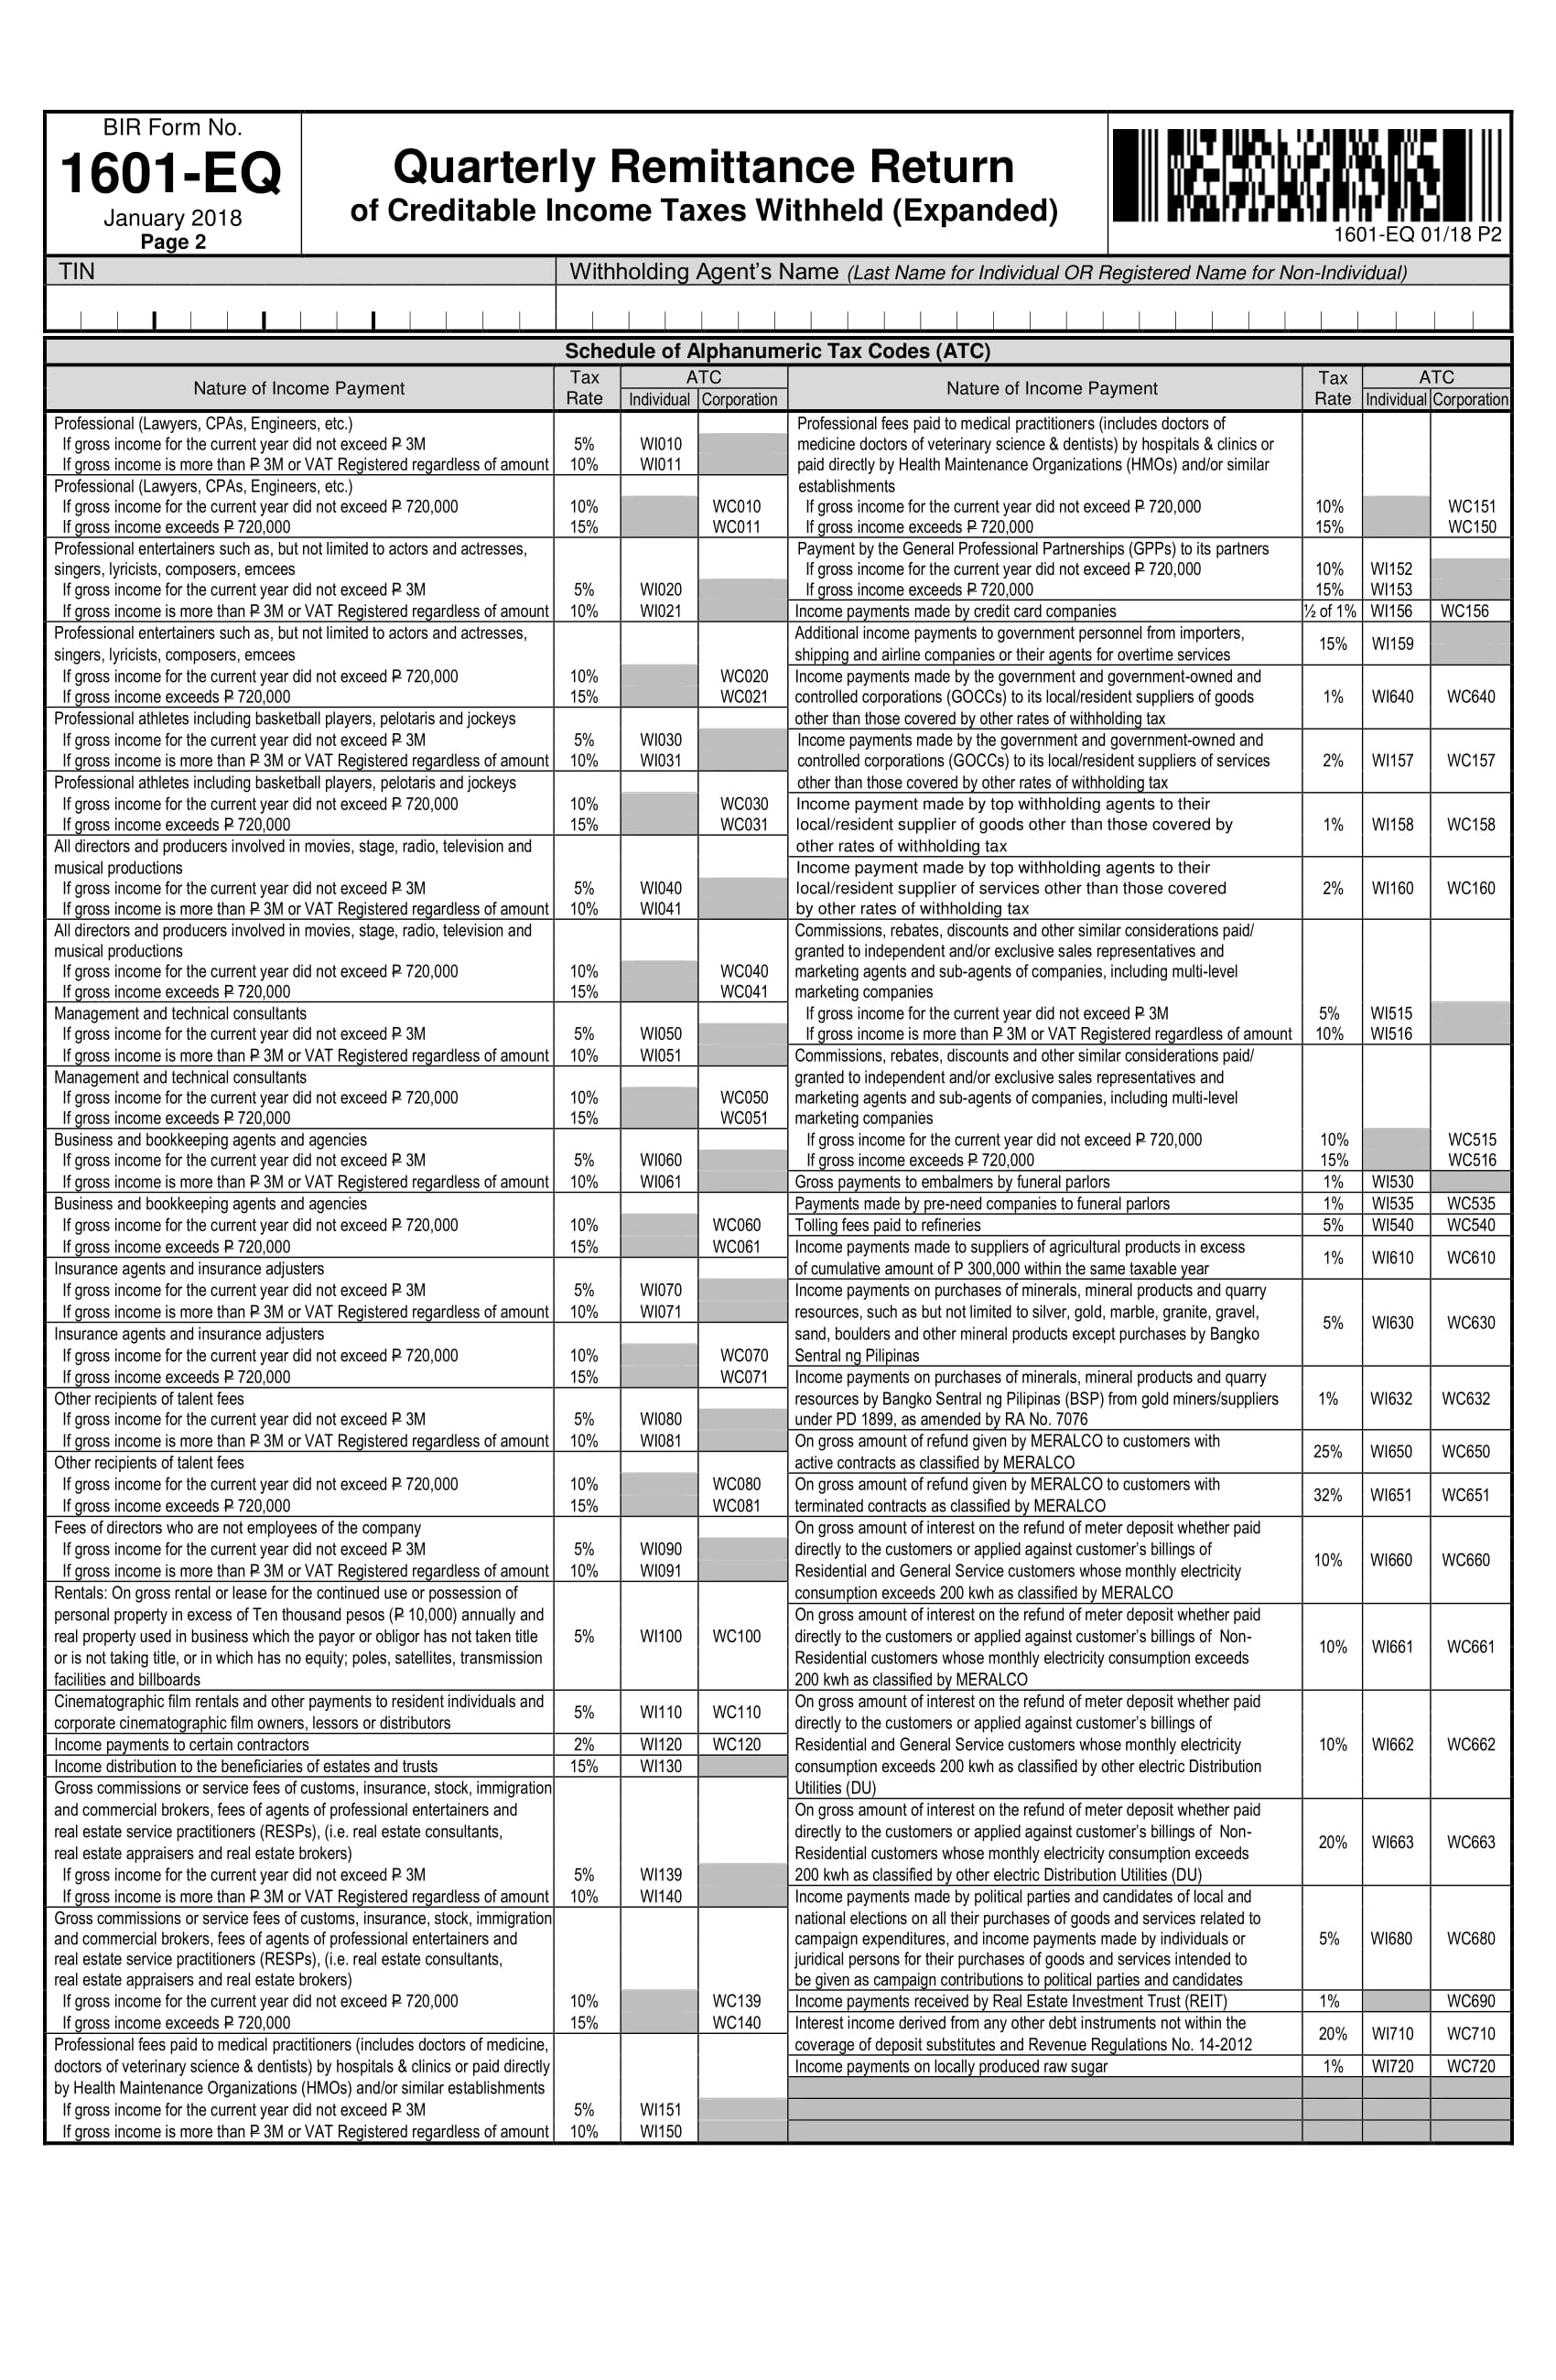 BIR Form No.
1601-EQ
January 2018
Page 2
Quarterly Remittance Return
of Creditable Income Taxes Withheld (Expanded)
1601-EQ 01/18 P2
TIN
Withholding Agent's Name (Last Name for Individual OR Registered Name for Non-Individual)
Schedule of Alphanumeric Tax Codes (ATC)
Nature of Income Payment Tax Rate ATC Individual Corporation
Professional (Lawyers, CPAs, Engineers, etc.)
If gross income for the current year did not exceed ₱ 3M 5% WI010
If gross income is more than ₱ 3M or VAT Registered regardless of amount 10% WI011
Professional (Lawyers, CPAs, Engineers, etc.)
If gross income for the current year did not exceed ₱ 720,000 10% WC010
If gross income exceeds ₱ 720,000 15% WC011
Professional entertainers such as, but not limited to actors and actresses,
singers, lyricists, composers, emcees
If gross income for the current year did not exceed ₱ 3M 5% WI020
If gross income is more than ₱ 3M or VAT Registered regardless of amount 10% WI021
Professional entertainers such as, but not limited to actors and actresses,
singers, lyricists, composers, emcees
If gross income for the current year did not exceed ₱ 720,000 10% WC020
If gross income exceeds ₱ 720,000 15% WC021
Professional athletes including basketball players, pelotaris and jockeys
If gross income for the current year did not exceed ₱ 3M 5% WI030
If gross income is more than ₱ 3M or VAT Registered regardless of amount 10% WI031
Professional athletes including basketball players, pelotaris and jockeys
If gross income for the current year did not exceed ₱ 720,000 10% WC030
If gross income exceeds ₱ 720,000 15% WC031
All directors and producers involved in movies, stage, radio, television and
musical productions
If gross income for the current year did not exceed ₱ 3M 5% WI040
If gross income is more than ₱ 3M or VAT Registered regardless of amount 10% WI041
All directors and producers involved in movies, stage, radio, television and
musical productions
If gross income for the current year did not exceed ₱ 720,000 10% WC040
If gross income exceeds ₱ 720,000 15% WC041
Management and technical consultants
If gross income for the current year did not exceed ₱ 3M 5% WI050
If gross income is more than ₱ 3M or VAT Registered regardless of amount 10% WI051
Management and technical consultants
If gross income for the current year did not exceed ₱ 720,000 10% WC050
If gross income exceeds ₱ 720,000 15% WC051
Business and bookkeeping agents and agencies
If gross income for the current year did not exceed ₱ 3M 5% WI060
If gross income is more than ₱ 3M or VAT Registered regardless of amount 10% WI061
Business and bookkeeping agents and agencies
If gross income for the current year did not exceed ₱ 720,000 10% WC060
If gross income exceeds ₱ 720,000 15% WC061
Insurance agents and insurance adjusters
If gross income for the current year did not exceed ₱ 3M 5% WI070
If gross income is more than ₱ 3M or VAT Registered regardless of amount 10% WI071
Insurance agents and insurance adjusters
If gross income for the current year did not exceed ₱ 720,000 10% WC070
If gross income exceeds ₱ 720,000 15% WC071
Other recipients of talent fees
If gross income for the current year did not exceed ₱ 3M 5% WI080
If gross income is more than ₱ 3M or VAT Registered regardless of amount 10% WI081
Other recipients of talent fees
If gross income for the current year did not exceed ₱ 720,000 10% WC080
If gross income exceeds ₱ 720,000 15% WC081
Fees of directors who are not employees of the company
If gross income for the current year did not exceed ₱ 3M 5% WI090
If gross income is more than ₱ 3M or VAT Registered regardless of amount 10% WI091
Rentals: On gross rental or lease for the continued use or possession of
personal property in excess of Ten thousand pesos (₱ 10,000) annually and
real property used in business which the payor or obligor has not taken title 5% WI100 WC100
or is not taking title, or in which has no equity; poles, satellites, transmission
facilities and billboards
Cinematographic film rentals and other payments to resident individuals and
corporate cinematographic film owners, lessors or distributors 5% WI110 WC110
Income payments to certain contractors 2% WI120 WC120
Income distribution to the beneficiaries of estates and trusts 15% WI130
Gross commissions or service fees of customs, insurance, stock, immigration
and commercial brokers, fees of agents of professional entertainers and
real estate service practitioners (RESPs), (i.e. real estate consultants,
real estate appraisers and real estate brokers)
If gross income for the current year did not exceed ₱ 3M 5% WI139
If gross income is more than ₱ 3M or VAT Registered regardless of amount 10% WI140
Gross commissions or service fees of customs, insurance, stock, immigration
and commercial brokers, fees of agents of professional entertainers and
real estate service practitioners (RESPs), (i.e. real estate consultants,
real estate appraisers and real estate brokers)
If gross income for the current year did not exceed ₱ 720,000 10% WC139
If gross income exceeds ₱ 720,000 15% WC140
Professional fees paid to medical practitioners (includes doctors of medicine,
doctors of veterinary science & dentists) by hospitals & clinics or paid directly
by Health Maintenance Organizations (HMOs) and/or similar establishments
If gross income for the current year did not exceed ₱ 3M 5% WI151
If gross income is more than ₱ 3M or VAT Registered regardless of amount 10% WI150
Nature of Income Payment Tax Rate ATC Individual Corporation
Professional fees paid to medical practitioners (includes doctors of
medicine doctors of veterinary science & dentists) by hospitals & clinics or
paid directly by Health Maintenance Organizations (HMOs) and/or similar
establishments
If gross income for the current year did not exceed ₱ 720,000 10% WC151
If gross income exceeds ₱ 720,000 15% WC150
Payment by the General Professional Partnerships (GPPs) to its partners
If gross income for the current year did not exceed ₱ 720,000 10% WI152
If gross income exceeds ₱ 720,000 15% WI153
Income payments made by credit card companies ½ of 1% WI156 WC156
Additional income payments to government personnel from importers,
shipping and airline companies or their agents for overtime services 15% WI159
Income payments made by the government and government-owned and
controlled corporations (GOCCs) to its local/resident suppliers of goods 1% WI640 WC640
other than those covered by other rates of withholding tax
Income payments made by the government and government-owned and
controlled corporations (GOCCs) to its local/resident suppliers of services 2% WI157 WC157
other than those covered by other rates of withholding tax
Income payment made by top withholding agents to their
local/resident supplier of goods other than those covered by 1% WI158 WC158
other rates of withholding tax
Income payment made by top withholding agents to their
local/resident supplier of services other than those covered 2% WI160 WC160
by other rates of withholding tax
Commissions, rebates, discounts and other similar considerations paid/
granted to independent and/or exclusive sales representatives and
marketing agents and sub-agents of companies, including multi-level
marketing companies
If gross income for the current year did not exceed ₱ 3M 5% WI515
If gross income is more than ₱ 3M or VAT Registered regardless of amount 10% WI516
Commissions, rebates, discounts and other similar considerations paid/
granted to independent and/or exclusive sales representatives and
marketing agents and sub-agents of companies, including multi-level
marketing companies
If gross income for the current year did not exceed ₱ 720,000 10% WC515
If gross income exceeds ₱ 720,000 15% WC516
Gross payments to embalmers by funeral parlors 1% WI530
Payments made by pre-need companies to funeral parlors 1% WI535 WC535
Tolling fees paid to refineries 5% WI540 WC540
Income payments made to suppliers of agricultural products in excess
of cumulative amount of P 300,000 within the same taxable year 1% WI610 WC610
Income payments on purchases of minerals, mineral products and quarry
resources, such as but not limited to silver, gold, marble, granite, gravel,
sand, boulders and other mineral products except purchases by Bangko 5% WI630 WC630
Sentral ng Pilipinas
Income payments on purchases of minerals, mineral products and quarry
resources by Bangko Sentral ng Pilipinas (BSP) from gold miners/suppliers 1% WI632 WC632
under PD 1899, as amended by RA No. 7076
On gross amount of refund given by MERALCO to customers with
active contracts as classified by MERALCO 25% WI650 WC650
On gross amount of refund given by MERALCO to customers with
terminated contracts as classified by MERALCO 32% WI651 WC651
On gross amount of interest on the refund of meter deposit whether paid
directly to the customers or applied against customer's billings of
Residential and General Service customers whose monthly electricity 10% WI660 WC660
consumption exceeds 200 kwh as classified by MERALCO
On gross amount of interest on the refund of meter deposit whether paid
directly to the customers or applied against customer's billings of Non-
Residential customers whose monthly electricity consumption exceeds 10% WI661 WC661
200 kwh as classified by MERALCO
On gross amount of interest on the refund of meter deposit whether paid
directly to the customers or applied against customer's billings of
Residential and General Service customers whose monthly electricity 10% WI662 WC662
consumption exceeds 200 kwh as classified by other electric Distribution
Utilities (DU)
On gross amount of interest on the refund of meter deposit whether paid
directly to the customers or applied against customer's billings of Non-
Residential customers whose monthly electricity consumption exceeds 20% WI663 WC663
200 kwh as classified by other electric Distribution Utilities (DU)
Income payments made by political parties and candidates of local and
national elections on all their purchases of goods and services related to
campaign expenditures, and income payments made by individuals or 5% WI680 WC680
juridical persons for their purchases of goods and services intended to
be given as campaign contributions to political parties and candidates
Income payments received by Real Estate Investment Trust (REIT) 1% WC690
Interest income derived from any other debt instruments not within the
coverage of deposit substitutes and Revenue Regulations No. 14-2012 20% WI710 WC710
Income payments on locally produced raw sugar 1% WI720 WC720